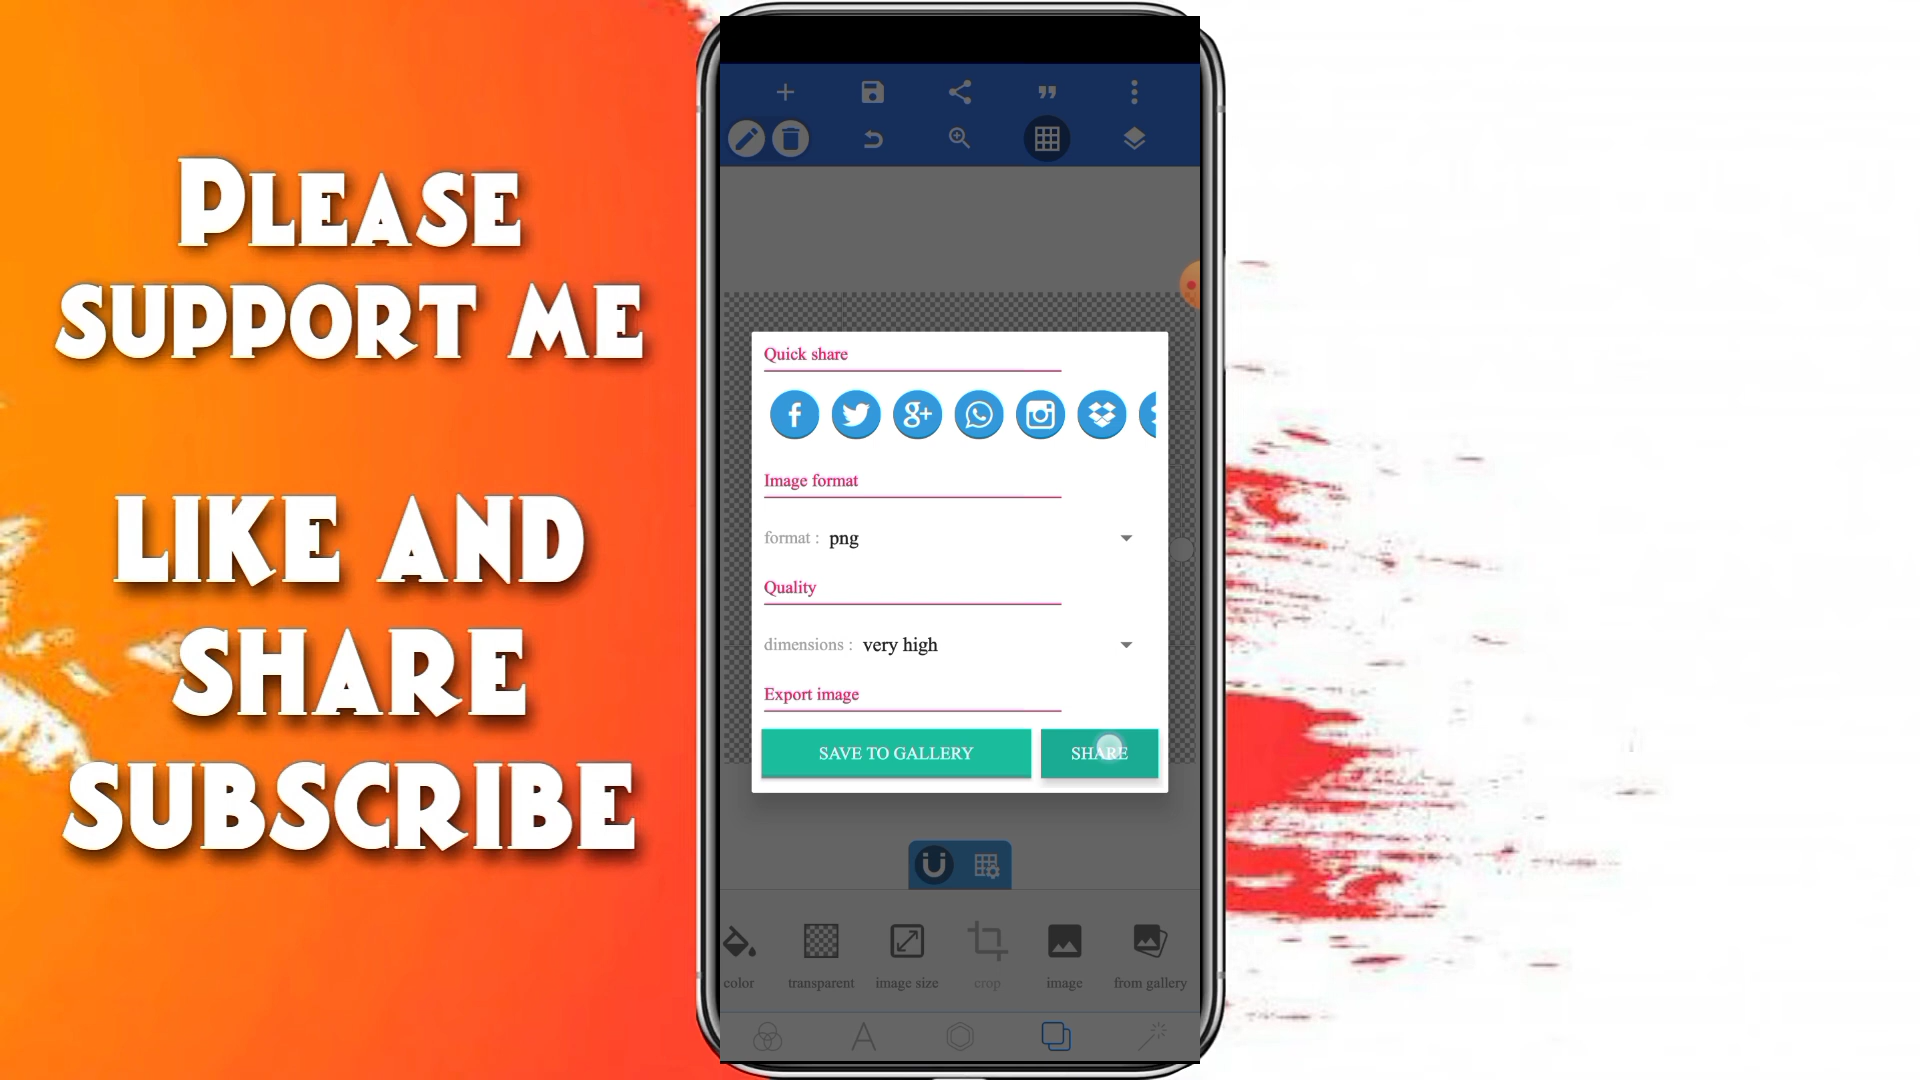 PLEASE
SUPPORT ME
LIKE AND
SHARE
SUBSCRIBE
Quick share
Image format
format : png
Quality
dimensions : very high
Export image
SAVE TO GALLERY
SHARE
color
transparent
image size
crop
image
from gallery